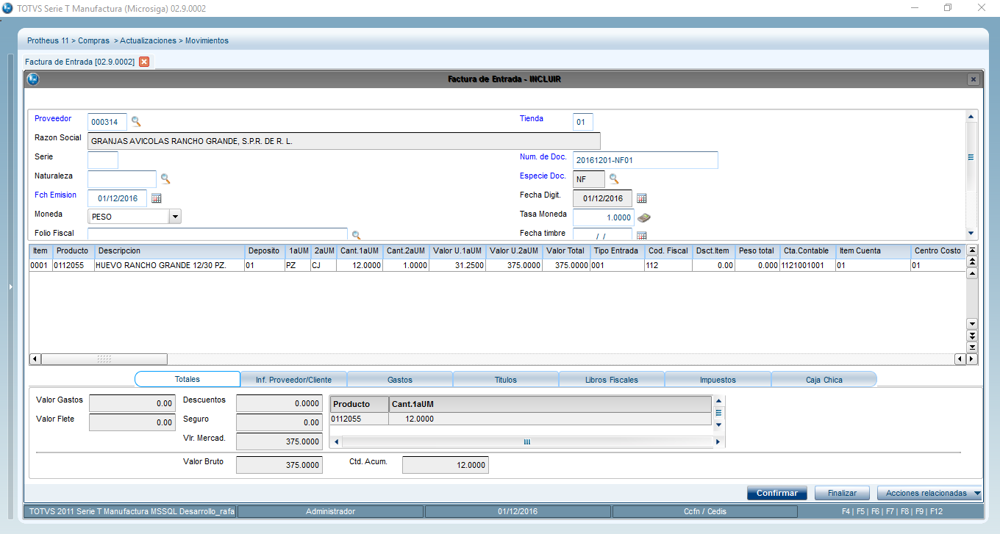 TOTVS Serie T Manufactura (Microsiga) 02.9.0002
Protheus 11 > Compras > Actualizaciones > Movimientos
Factura de Entrada [02.9.0002]
Factura de Entrada - INCLUIR
Proveedor 000314 Tienda 01
Razon Social GRANJAS AVICOLAS RANCHO GRANDE, S.P.R. DE R. L.
Serie Num. de Doc. 20161201-NF01
Naturaleza Especie Doc. NF
Fch Emision 01/12/2016 Fecha Digit. 01/12/2016
Moneda PESO Tasa Moneda 1.0000
Folio Fiscal Fecha timbre / /
Item Producto Descripcion Deposito 1aUM 2aUM Cant.1aUM Cant.2aUM Valor U.1aUM Valor U.2aUM Valor Total Tipo Entrada Cod. Fiscal Dsct.Item Peso total Cta.Contable Item Cuenta Centro Costo
0001 0112055 HUEVO RANCHO GRANDE 12/30 PZ. 01 PZ CJ 12.0000 1.0000 31.2500 375.0000 375.0000 001 112 0.00 0.000 1121001001 01 01
Totales Inf. Proveedor/Cliente Gastos Titulos Libros Fiscales Impuestos Caja Chica
Valor Gastos 0.00 Descuentos 0.0000 Producto Cant.1aUM
Valor Flete 0.00 Seguro 0.00 0112055 12.0000
Vlr. Mercad. 375.0000
Valor Bruto 375.0000 Ctd. Acum. 12.0000
Confirmar Finalizar Acciones relacionadas
TOTVS 2011 Serie T Manufactura MSSQL Desarrollo_rafa Administrador 01/12/2016 Ccfn / Cedis F4 | F5 | F6 | F7 | F8 | F9 | F12